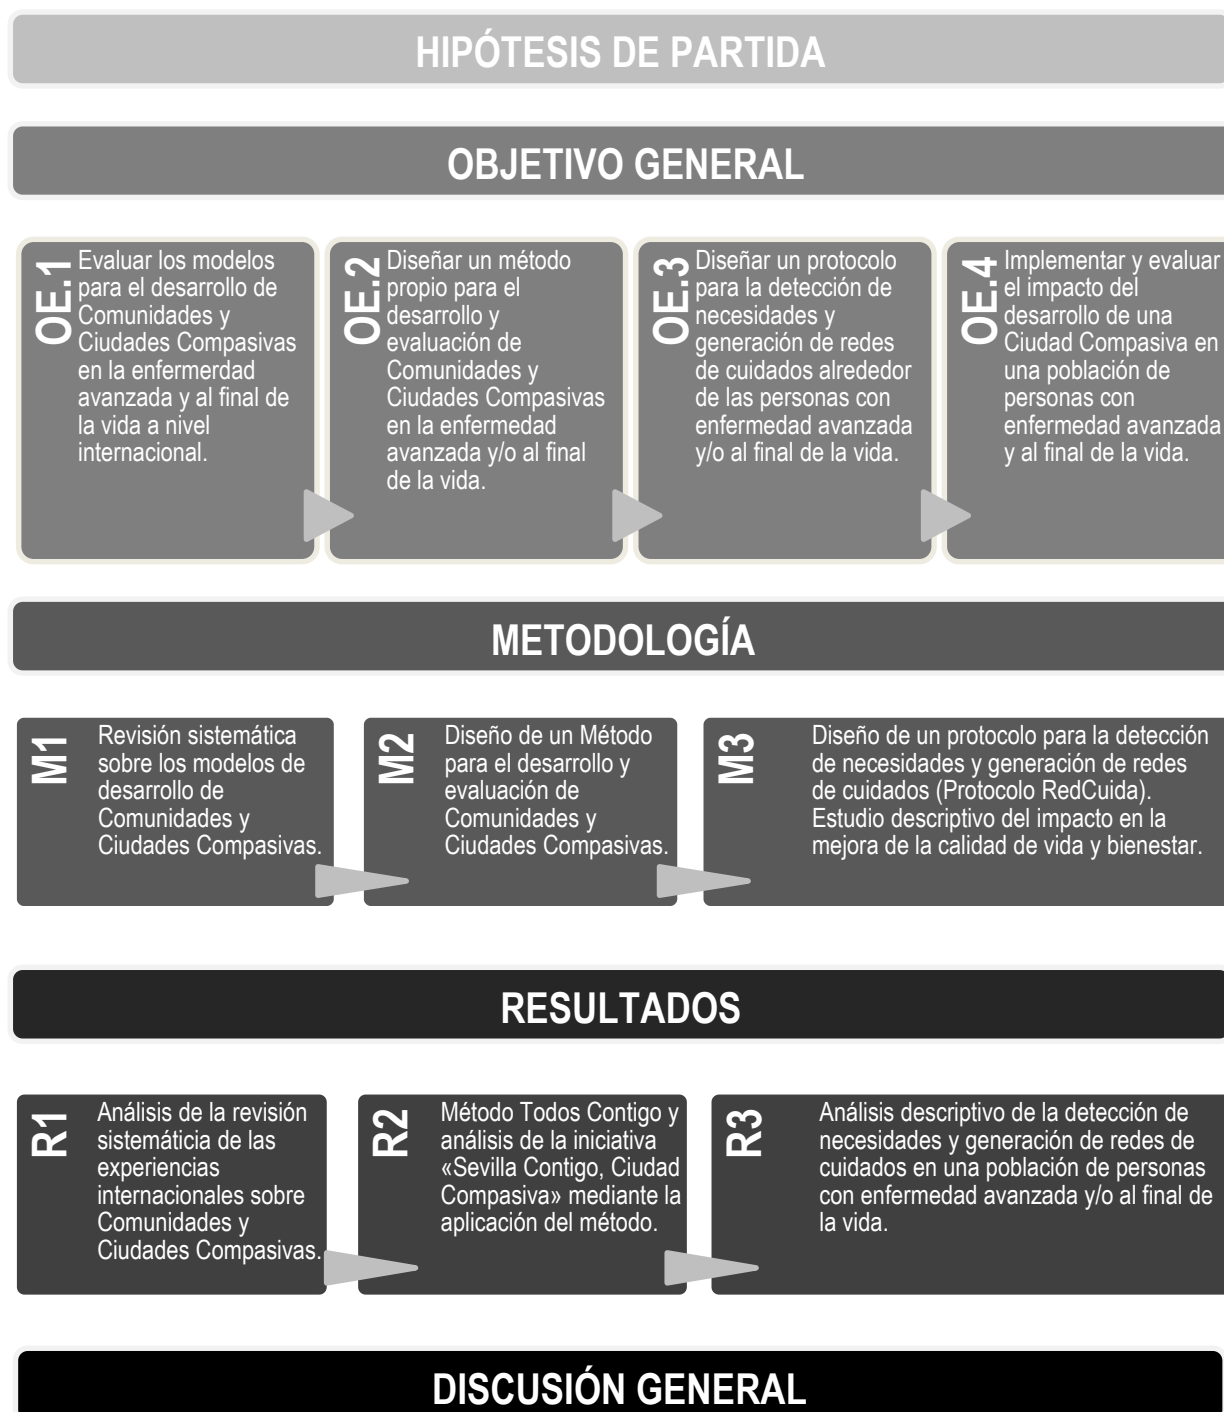 HIPÓTESIS DE PARTIDA
OBJETIVO GENERAL
OE.1
Evaluar los modelos
para el desarrollo de
Comunidades y
Ciudades Compasivas
en la enfermerdad
avanzada y al final de
la vida a nivel
internacional.
OE.2
Diseñar un método
propio para el
desarrollo y
evaluación de
Comunidades y
Ciudades Compasivas
en la enfermedad
avanzada y/o al final
de la vida.
OE.3
Diseñar un protocolo
para la detección de
necesidades y
generación de redes
de cuidados alrededor
de las personas con
enfermedad avanzada
y/o al final de la vida.
OE.4
Implementar y evaluar
el impacto del
desarrollo de una
Ciudad Compasiva en
una población de
personas con
enfermedad avanzada
y al final de la vida.
METODOLOGÍA
M1
Revisión sistemática
sobre los modelos de
desarrollo de
Comunidades y
Ciudades Compasivas.
M2
Diseño de un Método
para el desarrollo y
evaluación de
Comunidades y
Ciudades Compasivas.
M3
Diseño de un protocolo para la detección
de necesidades y generación de redes
de cuidados (Protocolo RedCuida).
Estudio descriptivo del impacto en la
mejora de la calidad de vida y bienestar.
RESULTADOS
R1
Análisis de la revisión
sistemáticia de las
experiencias
internacionales sobre
Comunidades y
Ciudades Compasivas.
R2
Método Todos Contigo y
análisis de la iniciativa
«Sevilla Contigo, Ciudad
Compasiva» mediante la
aplicación del método.
R3
Análisis descriptivo de la detección de
necesidades y generación de redes de
cuidados en una población de personas
con enfermedad avanzada y/o al final de
la vida.
DISCUSIÓN GENERAL